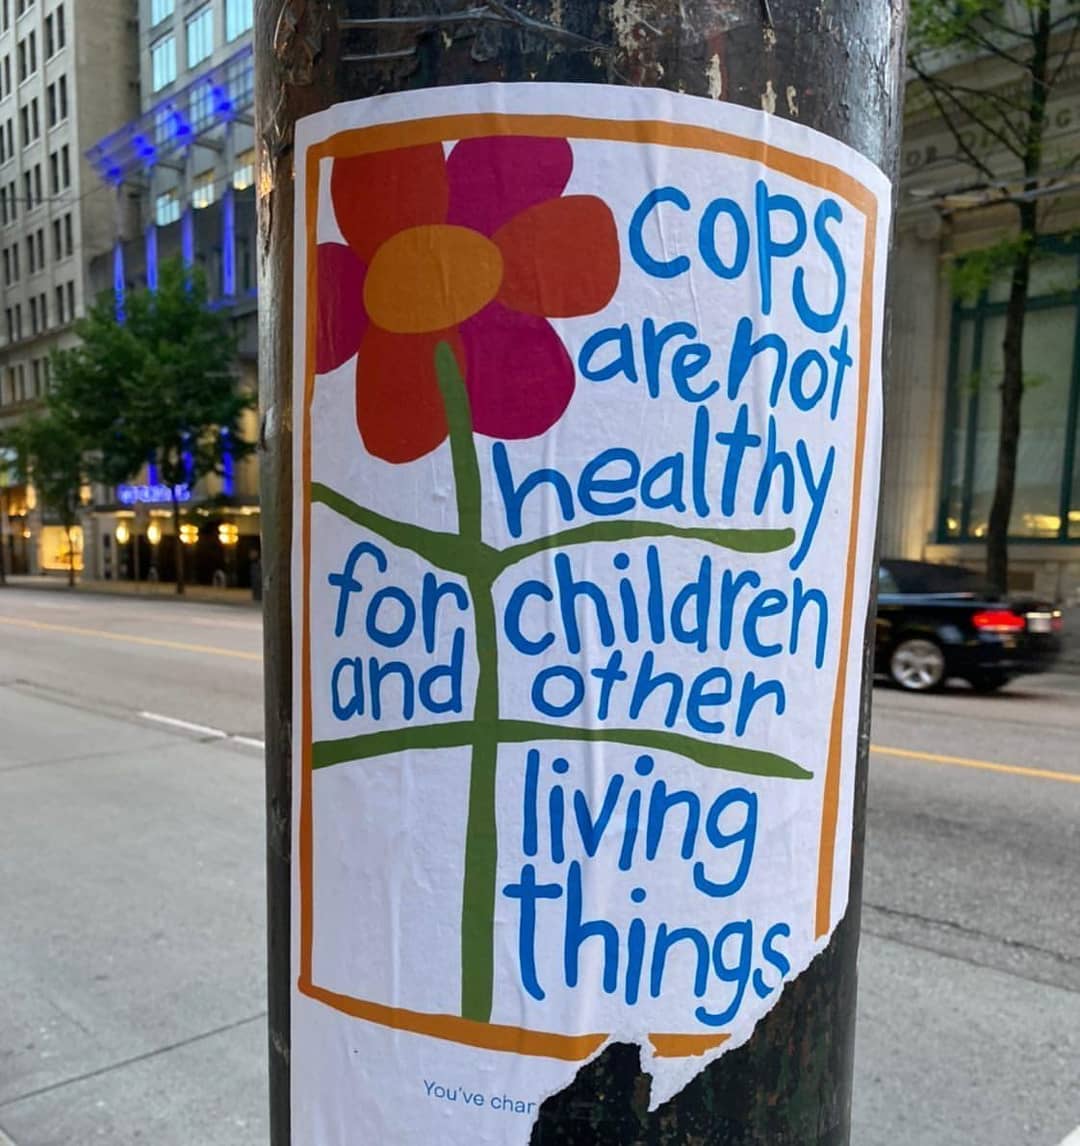 cops
are not
healthy
for children
and other
living
things
You've char